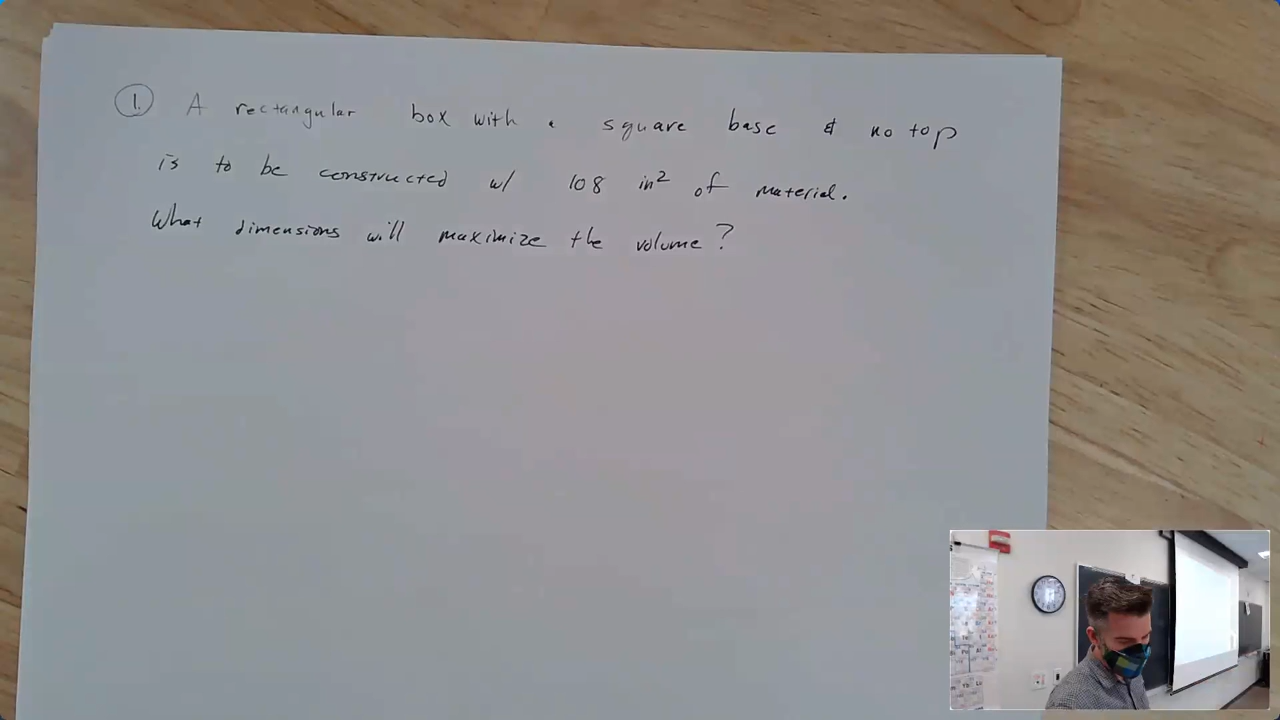 1. A rectangular box with a square base & no top
is to be constructed w/ 108 in² of material.
What dimensions will maximize the volume?